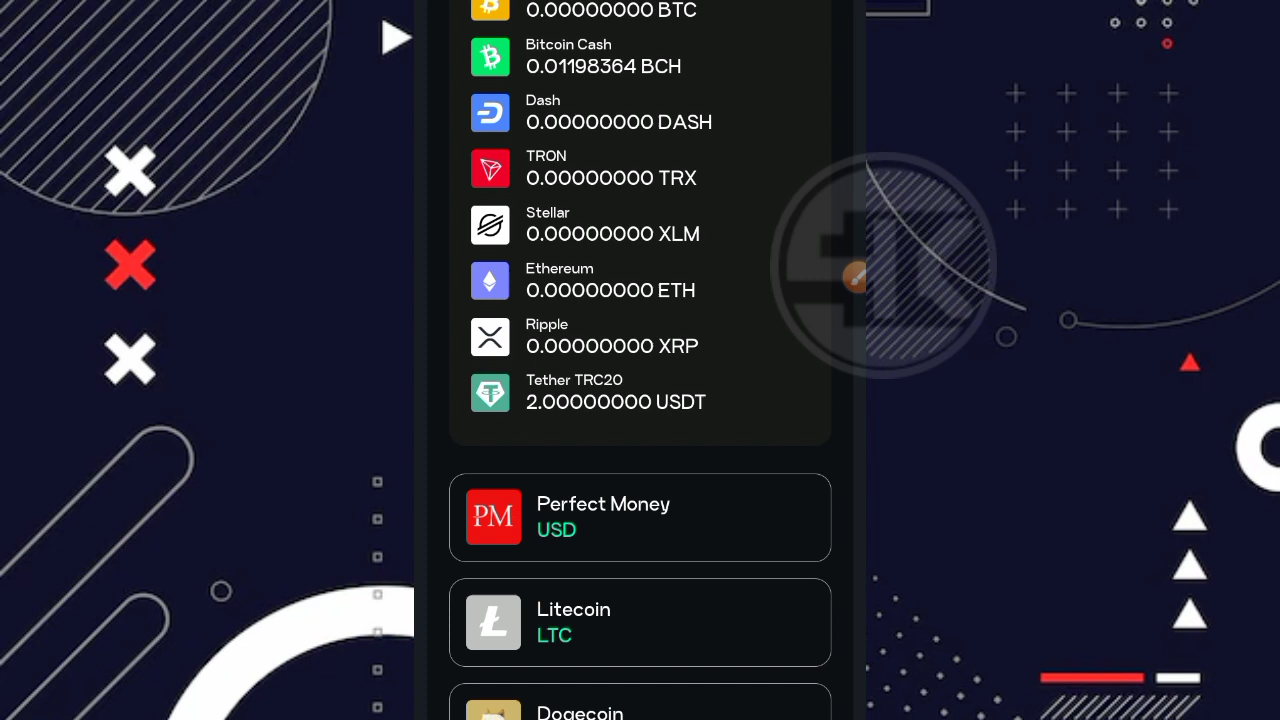 0.00000000 BTC
Bitcoin Cash
0.01198364 BCH
Dash
0.00000000 DASH
TRON
0.00000000 TRX
Stellar
0.00000000 XLM
Ethereum
0.00000000 ETH
Ripple
0.00000000 XRP
Tether TRC20
2.00000000 USDT
PM
Perfect Money
USD
Litecoin
LTC
Dogecoin